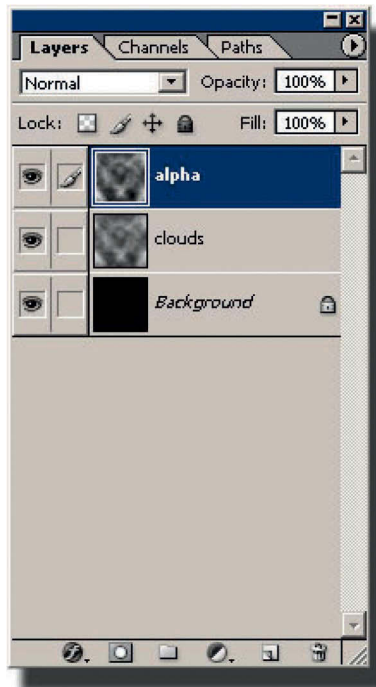 Layers Channels Paths
Normal Opacity: 100%
Lock: Fill: 100%
alpha
clouds
Background